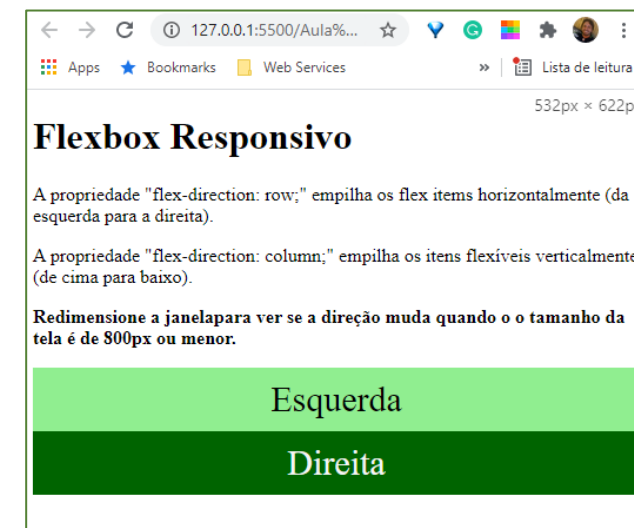 127.0.0.1:5500/Aula%...
Apps Bookmarks Web Services » Lista de leitura
532px × 622p
Flexbox Responsivo
A propriedade "flex-direction: row;" empilha os flex items horizontalmente (da
esquerda para a direita).
A propriedade "flex-direction: column;" empilha os itens flexíveis verticalmente
(de cima para baixo).
Redimensione a janelapara ver se a direção muda quando o o tamanho da
tela é de 800px ou menor.
Esquerda
Direita